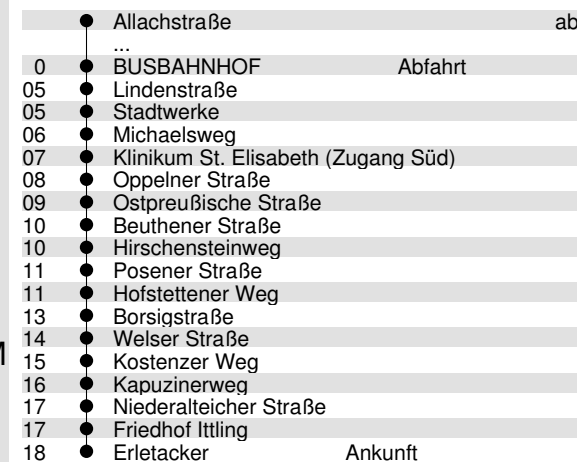 Allachstraße ab
...
0 BUSBAHNHOF Abfahrt
05 Lindenstraße
05 Stadtwerke
06 Michaelsweg
07 Klinikum St. Elisabeth (Zugang Süd)
08 Oppelner Straße
09 Ostpreußische Straße
10 Beuthener Straße
10 Hirschensteinweg
11 Posener Straße
11 Hofstettener Weg
13 Borsigstraße
14 Welser Straße
15 Kostenzer Weg
16 Kapuzinerweg
17 Niederalteicher Straße
17 Friedhof Ittling
18 Erletacker Ankunft